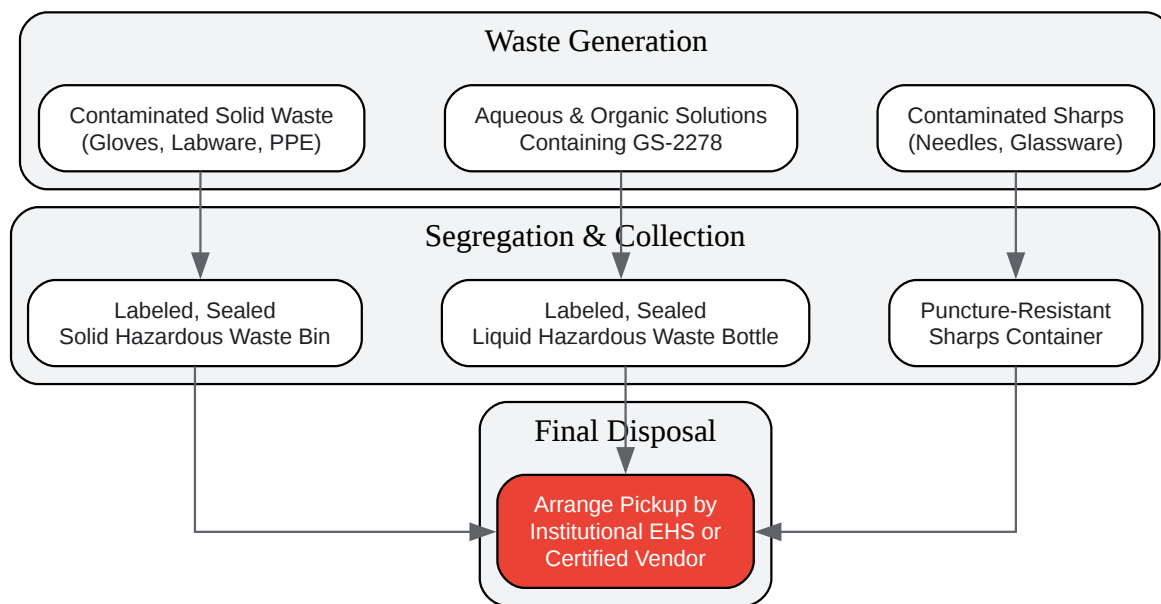 Waste Generation
Contaminated Solid Waste
(Gloves, Labware, PPE)
Aqueous & Organic Solutions
Containing GS-2278
Contaminated Sharps
(Needles, Glassware)
Segregation & Collection
Labeled, Sealed
Solid Hazardous Waste Bin
Labeled, Sealed
Liquid Hazardous Waste Bottle
Puncture-Resistant
Sharps Container
Final Disposal
Arrange Pickup by
Institutional EHS or
Certified Vendor